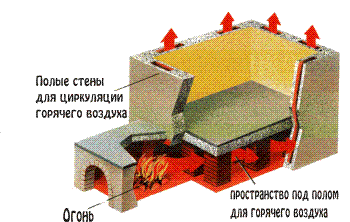 Полые стены
для циркуляции
горячего воздуха
Огонь
пространство под полом
для горячего воздуха